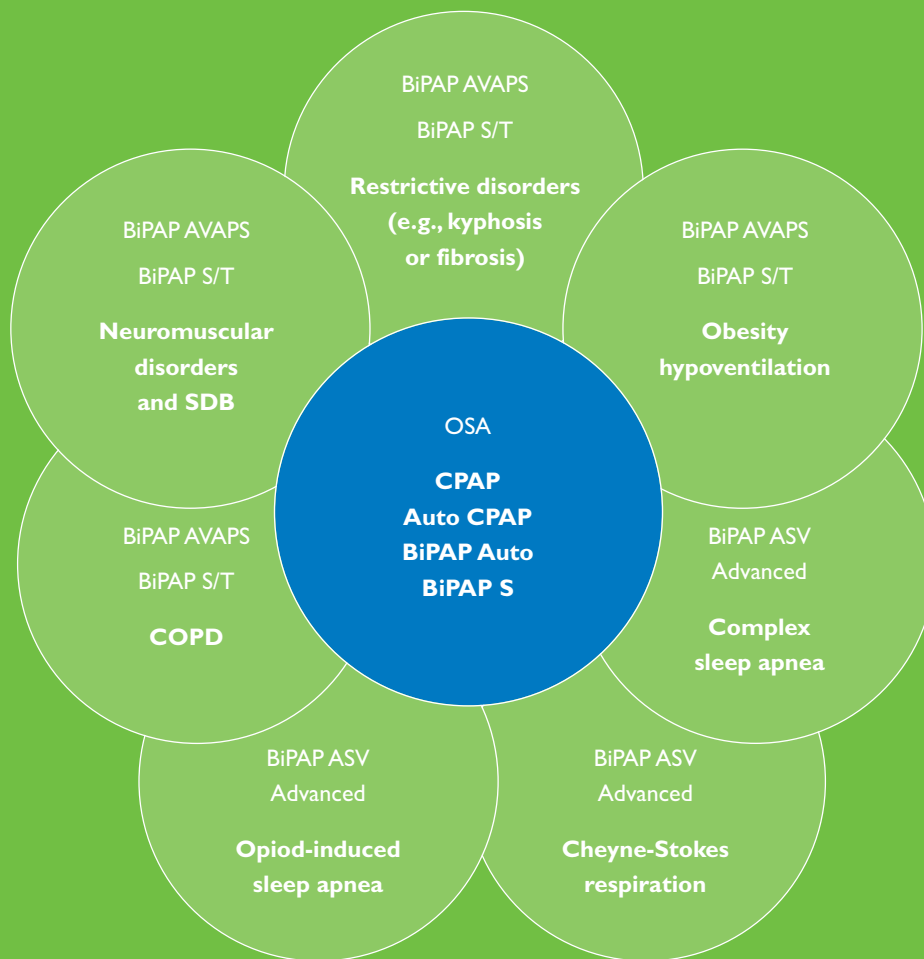 BiPAP AVAPS
BiPAP S/T
Restrictive disorders
(e.g., kyphosis
or fibrosis)
BiPAP AVAPS
BiPAP S/T
Neuromuscular
disorders
and SDB
BiPAP AVAPS
BiPAP S/T
Obesity
hypoventilation
OSA
CPAP
Auto CPAP
BiPAP Auto
BiPAP S
BiPAP AVAPS
BiPAP S/T
COPD
BiPAP ASV
Advanced
Complex
sleep apnea
BiPAP ASV
Advanced
Opiod-induced
sleep apnea
BiPAP ASV
Advanced
Cheyne-Stokes
respiration